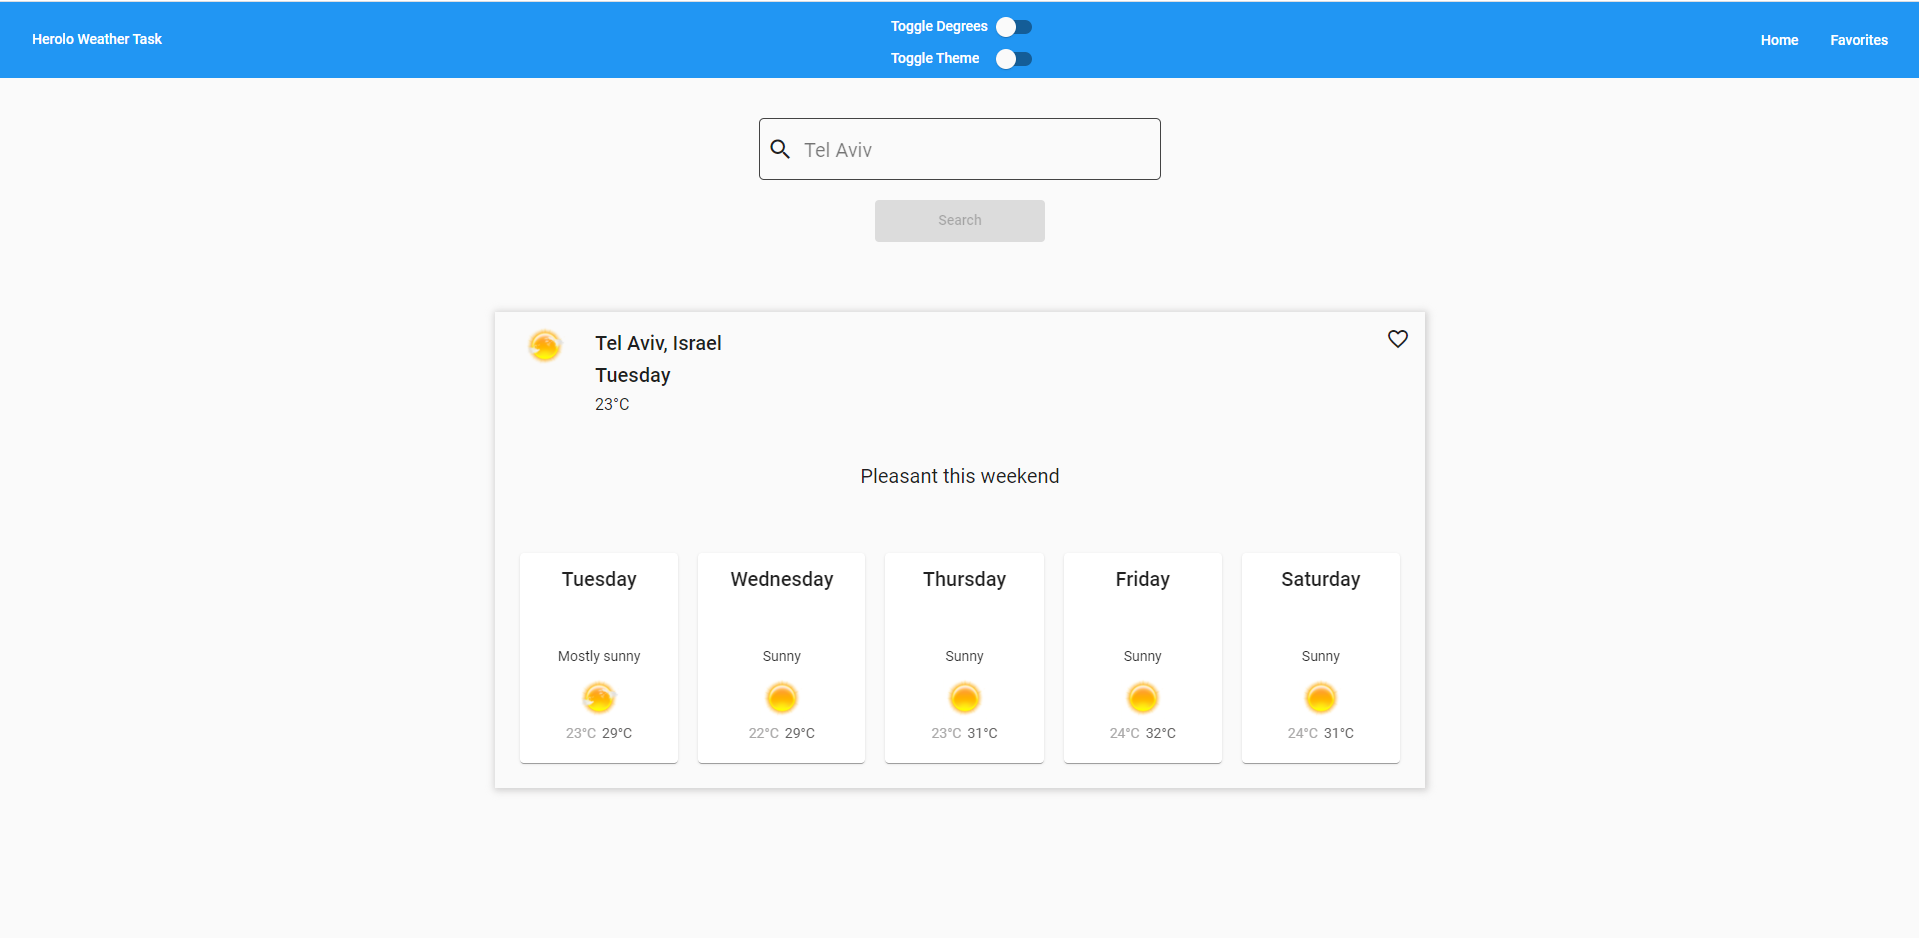 Herolo Weather Task
Toggle Degrees
Toggle Theme
Home
Favorites
Tel Aviv
Search
Tel Aviv, Israel
Tuesday
23°C
Pleasant this weekend
Tuesday
Mostly sunny
23°C 29°C
Wednesday
Sunny
22°C 29°C
Thursday
Sunny
23°C 31°C
Friday
Sunny
24°C 32°C
Saturday
Sunny
24°C 31°C